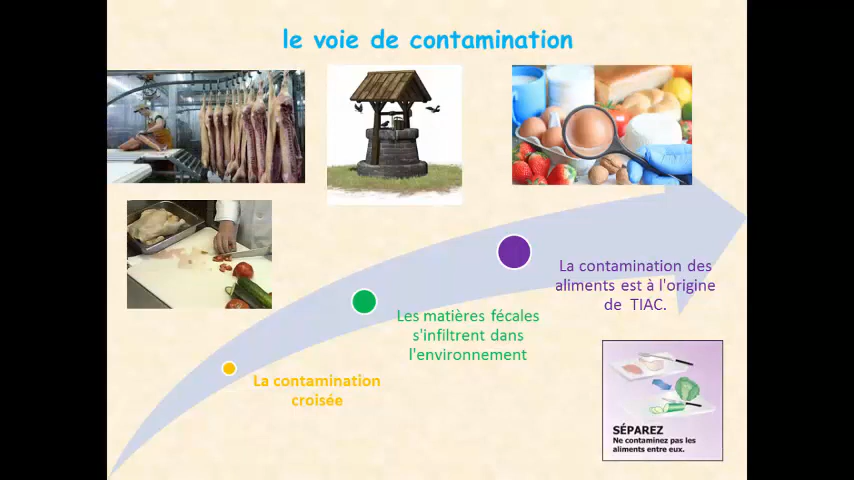 le voie de contamination
La contamination des
aliments est à l'origine
de TIAC.
Les matières fécales
s'infiltrent dans
l'environnement
La contamination
croisée
SÉPAREZ
Ne contaminez pas les
aliments entre eux.